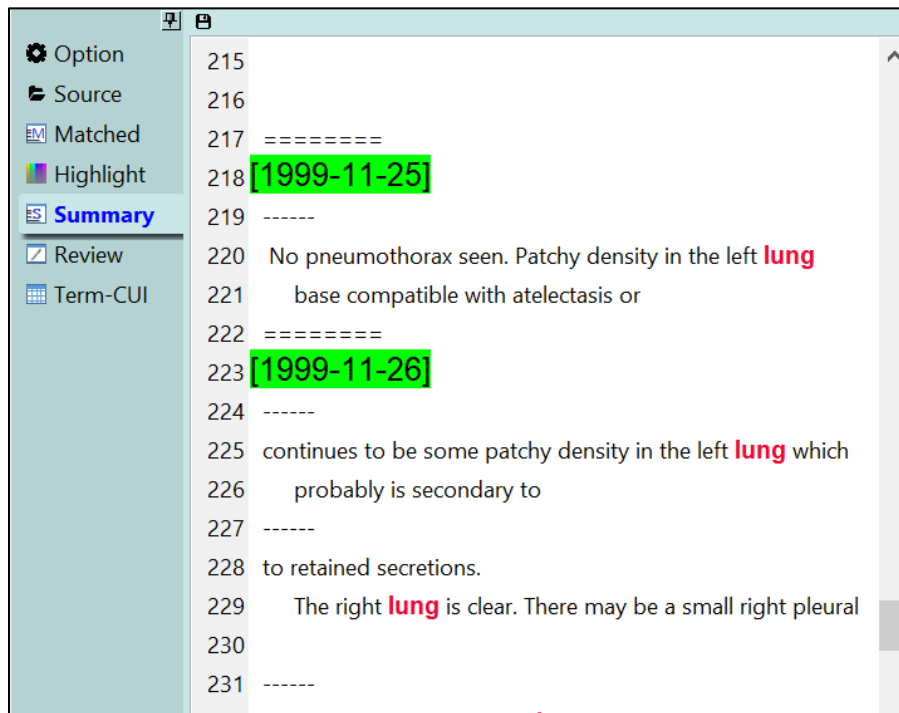 Option
Source
Matched
Highlight
Summary
Review
Term-CUI
215
216
217 ========
218 [1999-11-25]
219 ------
220 No pneumothorax seen. Patchy density in the left lung
221 base compatible with atelectasis or
222 ========
223 [1999-11-26]
224 ------
225 continues to be some patchy density in the left lung which
226 probably is secondary to
227 ------
228 to retained secretions.
229 The right lung is clear. There may be a small right pleural
230
231 ------